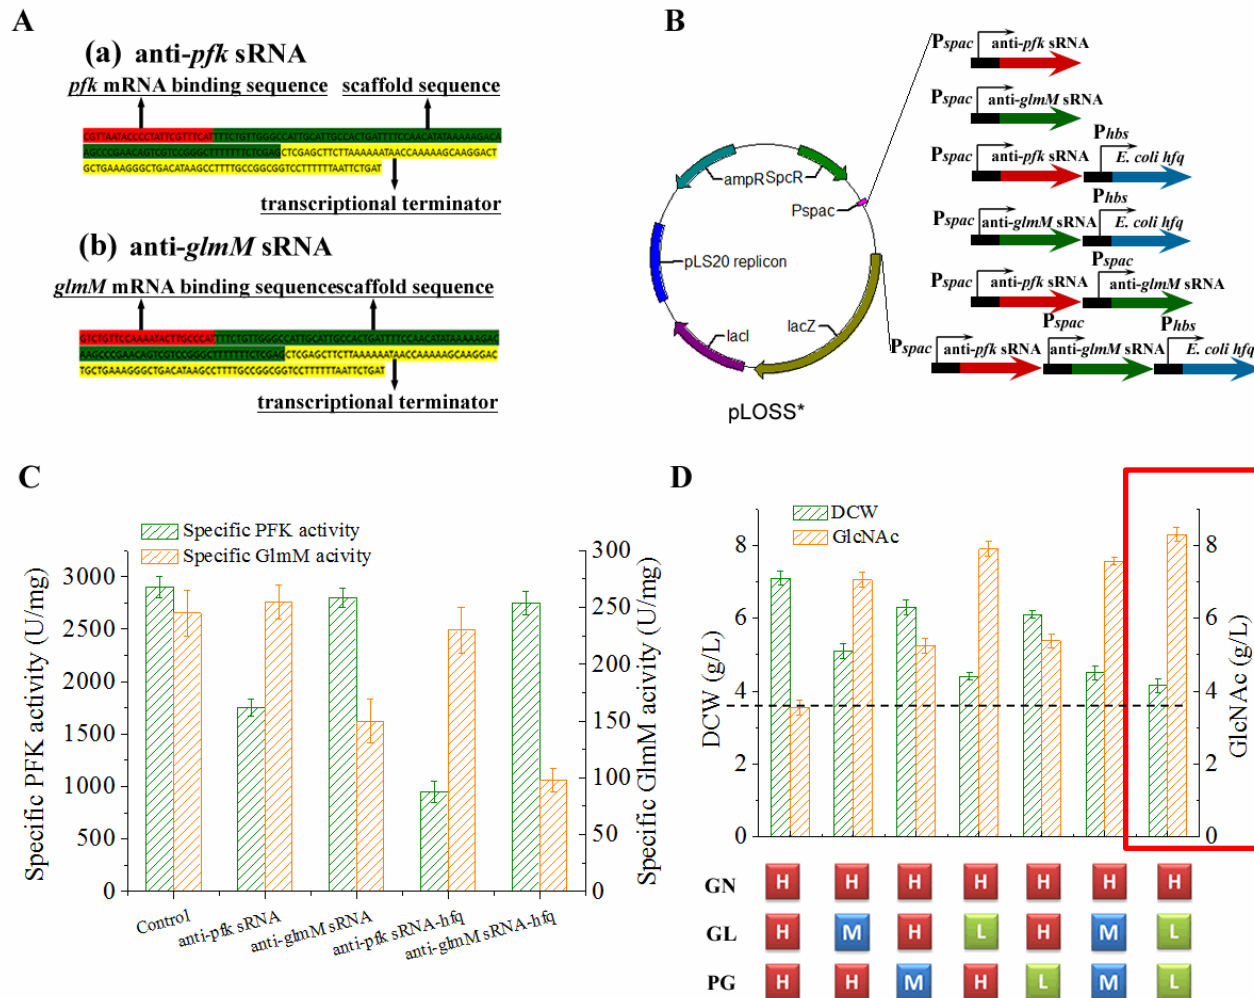 A
(a) anti-pfk sRNA
pfk mRNA binding sequence scaffold sequence
CGTTAATACCCCTATTCGTTTCATTTTCTGTTGGGCCATTGCATTGCCACTGATTTTCCAACATATAAAAAGACA
AGCCCGAACAGTCGTCCGGGCTTTTTTTCTCGAGCTCGAGCTTCTTAAAAAATAACCAAAAAGCAAGGACT
GCTGAAAGGGCTGACATAAGCCTTTTGCCGGCGGTCCTTTTTTAATTCTGAT
transcriptional terminator
(b) anti-glmM sRNA
glmM mRNA binding sequence scaffold sequence
GTCTGTTCCAAAATACTTGCCCATTTTCTGTTGGGCCATTGCATTGCCACTGATTTTCCAACATATAAAAAGAC
AAGCCCGAACAGTCGTCCGGGCTTTTTTTCTCGAGCTCGAGCTTCTTAAAAAATAACCAAAAAGCAAGGAC
TGCTGAAAGGGCTGACATAAGCCTTTTGCCGGCGGTCCTTTTTTAATTCTGAT
transcriptional terminator
B
ampR SpcR
Pspac
pLS20 replicon
lacI
lacZ
pLOSS*
Pspac anti-pfk sRNA
Pspac anti-glmM sRNA
Phbs
Pspac anti-pfk sRNA E. coli hfq
Phbs
Pspac anti-glmM sRNA E. coli hfq
Pspac
Pspac anti-pfk sRNA anti-glmM sRNA
Pspac Phbs
Pspac anti-pfk sRNA anti-glmM sRNA E. coli hfq
C
Specific PFK activity
Specific GlmM acivity
Specific PFK activity (U/mg)
3000
2500
2000
1500
1000
500
0
300
250
200
150
100
50
0
Specific GlmM acivity (U/mg)
Control
anti-pfk sRNA
anti-glmM sRNA
anti-pfk sRNA-hfq
anti-glmM sRNA-hfq
D
DCW
GlcNAc
DCW (g/L)
8
6
4
2
0
8
6
4
2
0
GlcNAc (g/L)
GN H H H H H H H
GL H M H L H M L
PG H H M H L M L